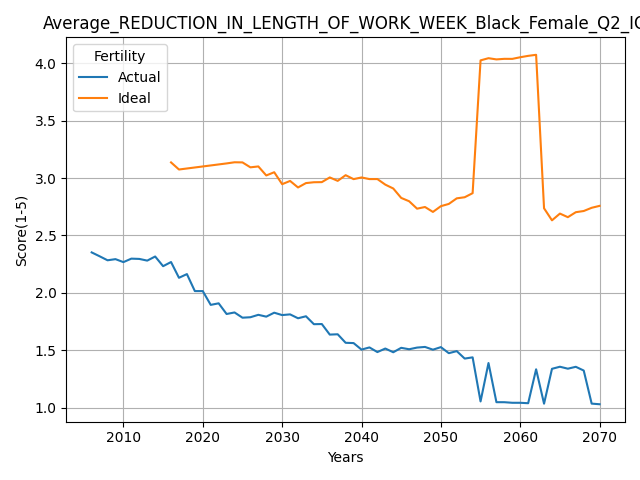 Average_REDUCTION_IN_LENGTH_OF_WORK_WEEK_Black_Female_Q2_IC
Fertility
Actual
Ideal
Score(1-5)
4.0
3.5
3.0
2.5
2.0
1.5
1.0
2010 2020 2030 2040 2050 2060 2070
Years